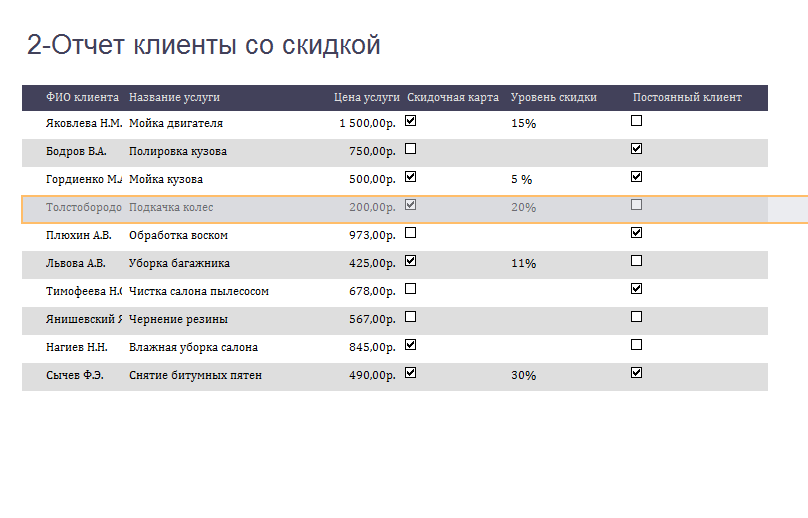 2-Отчет клиенты со скидкой
ФИО клиента Название услуги Цена услуги Скидочная карта Уровень скидки Постоянный клиент
Яковлева Н.М. Мойка двигателя 1 500,00р. 15%
Бодров В.А. Полировка кузова 750,00р.
Гордиенко М.А Мойка кузова 500,00р. 5 %
Толстобородо Подкачка колес 200,00р. 20%
Плюхин А.В. Обработка воском 973,00р.
Львова А.В. Уборка багажника 425,00р. 11%
Тимофеева Н.С Чистка салона пылесосом 678,00р.
Янишевский Я Чернение резины 567,00р.
Нагиев Н.Н. Влажная уборка салона 845,00р.
Сычев Ф.Э. Снятие битумных пятен 490,00р. 30%